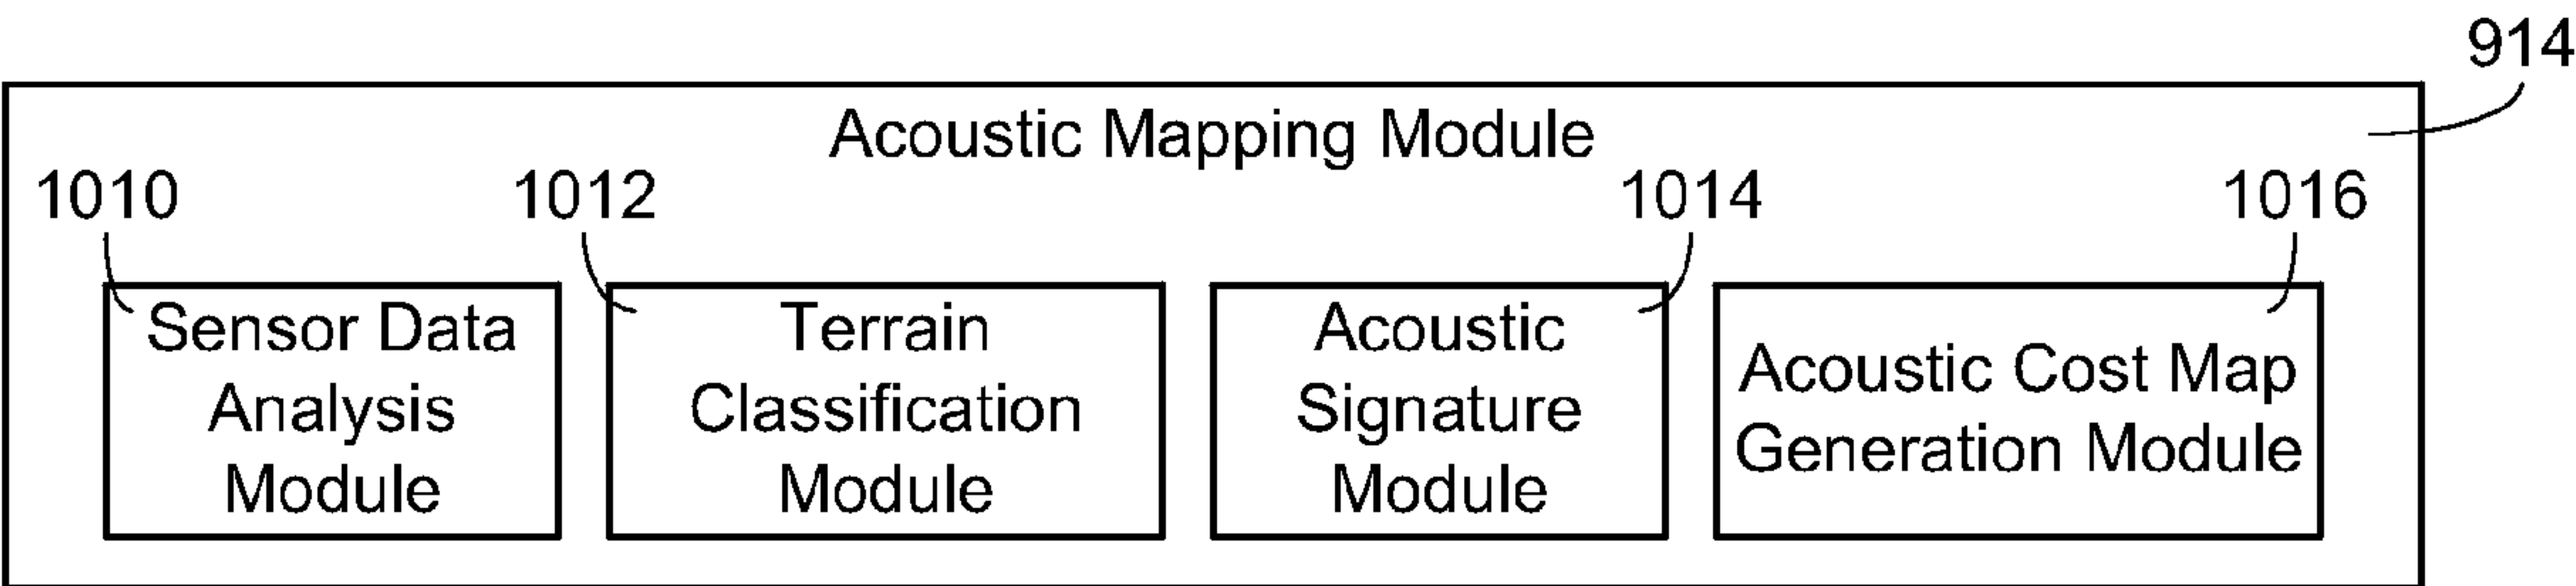 914
Acoustic Mapping Module
1010
1012
1014
1016
Sensor Data
Analysis
Module
Terrain
Classification
Module
Acoustic
Signature
Module
Acoustic Cost Map
Generation Module